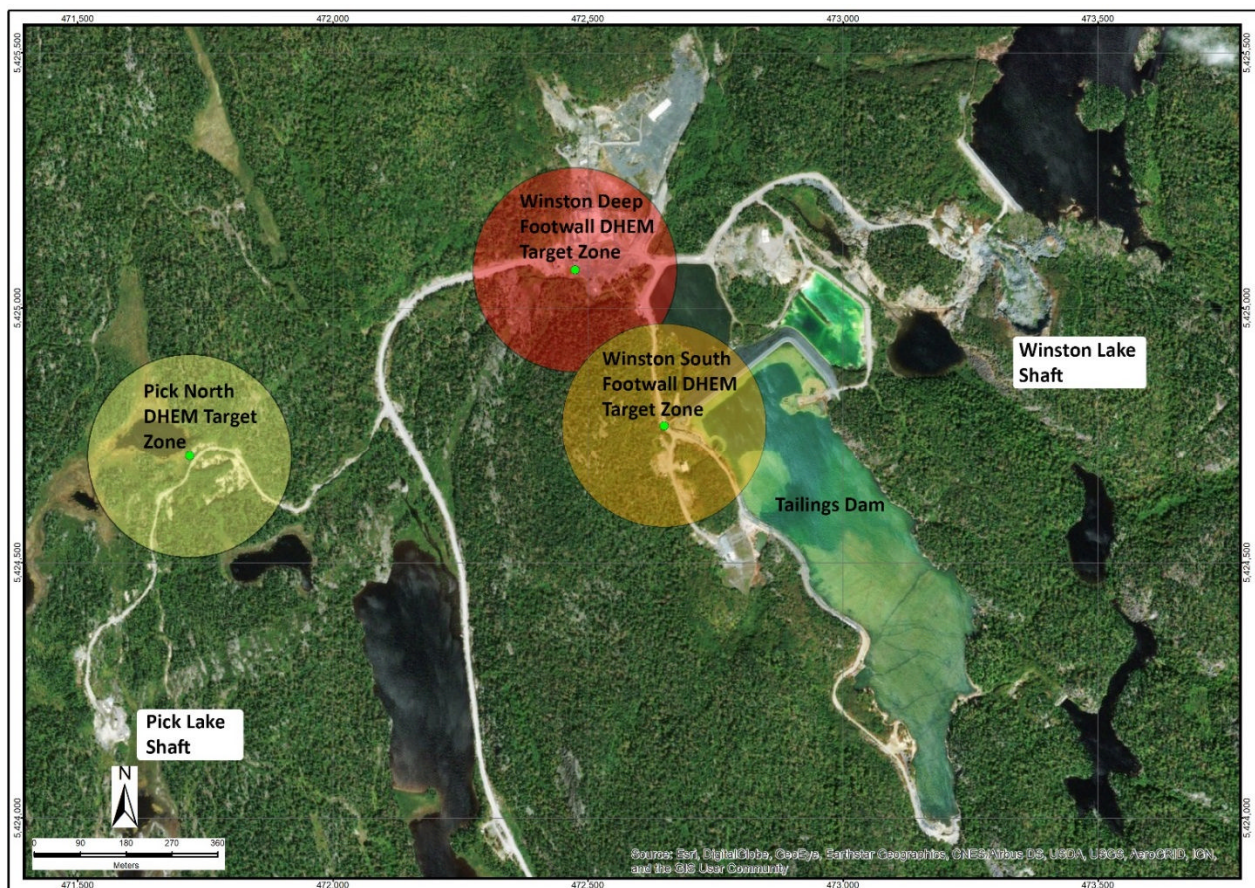 471,500 472,000 472,500 473,000 473,500
5,425,500 5,425,500
Winston Deep
Footwall DHEM
Target Zone
5,425,000 5,425,000
Winston South
Footwall DHEM
Target Zone
Winston Lake
Shaft
Pick North
DHEM Target
Zone
Tailings Dam
5,424,500 5,424,500
Pick Lake
Shaft
N
5,424,000 5,424,000
0 90 180 270 360
Meters
Source: Esri, DigitalGlobe, GeoEye, Earthstar Geographics, CNES/Airbus DS, USDA, USGS, AeroGRID, IGN,
and the GIS User Community
471,500 472,000 472,500 473,000 473,500